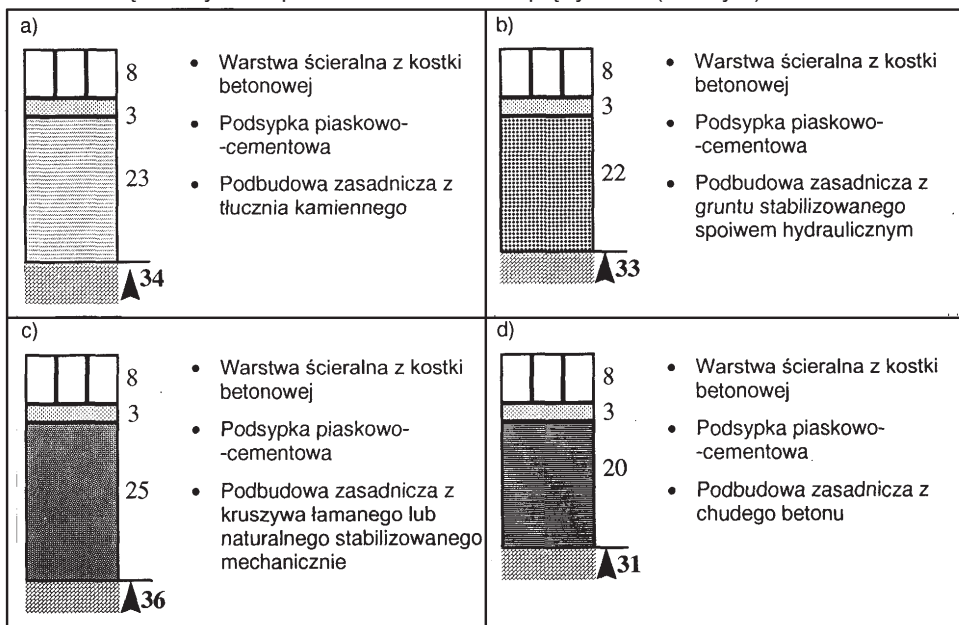 a)
8
3
23
34
• Warstwa ścieralna z kostki
betonowej
• Podsypka piaskowo-
-cementowa
• Podbudowa zasadnicza z
tłucznia kamiennego
b)
8
3
22
33
• Warstwa ścieralna z kostki
betonowej
• Podsypka piaskowo-
-cementowa
• Podbudowa zasadnicza z
gruntu stabilizowanego
spoiwem hydraulicznym
c)
8
3
25
36
• Warstwa ścieralna z kostki
betonowej
• Podsypka piaskowo-
-cementowa
• Podbudowa zasadnicza z
kruszywa łamanego lub
naturalnego stabilizowanego
mechanicznie
d)
8
3
20
31
• Warstwa ścieralna z kostki
betonowej
• Podsypka piaskowo-
-cementowa
• Podbudowa zasadnicza z
chudego betonu